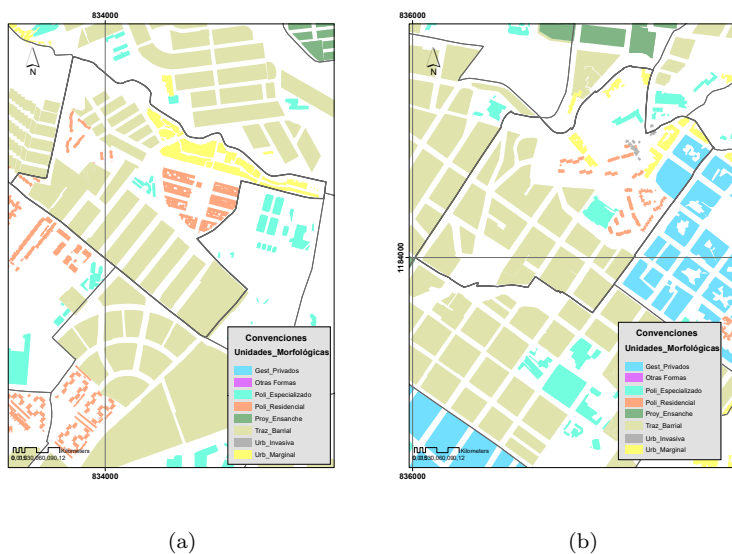 834000
N
Convenciones
Unidades_Morfológicas
Gest_Privados
Otras Formas
Poli_Especializado
Poli_Residencial
Proy_Ensanche
Traz_Barrial
Urb_Invasiva
Urb_Marginal
Kilometers
834000
(a)
836000
N
1184000
Convenciones
Unidades_Morfológicas
Gest_Privados
Otras Formas
Poli_Especializado
Poli_Residencial
Proy_Ensanche
Traz_Barrial
Urb_Invasiva
Urb_Marginal
Kilometers
836000
(b)